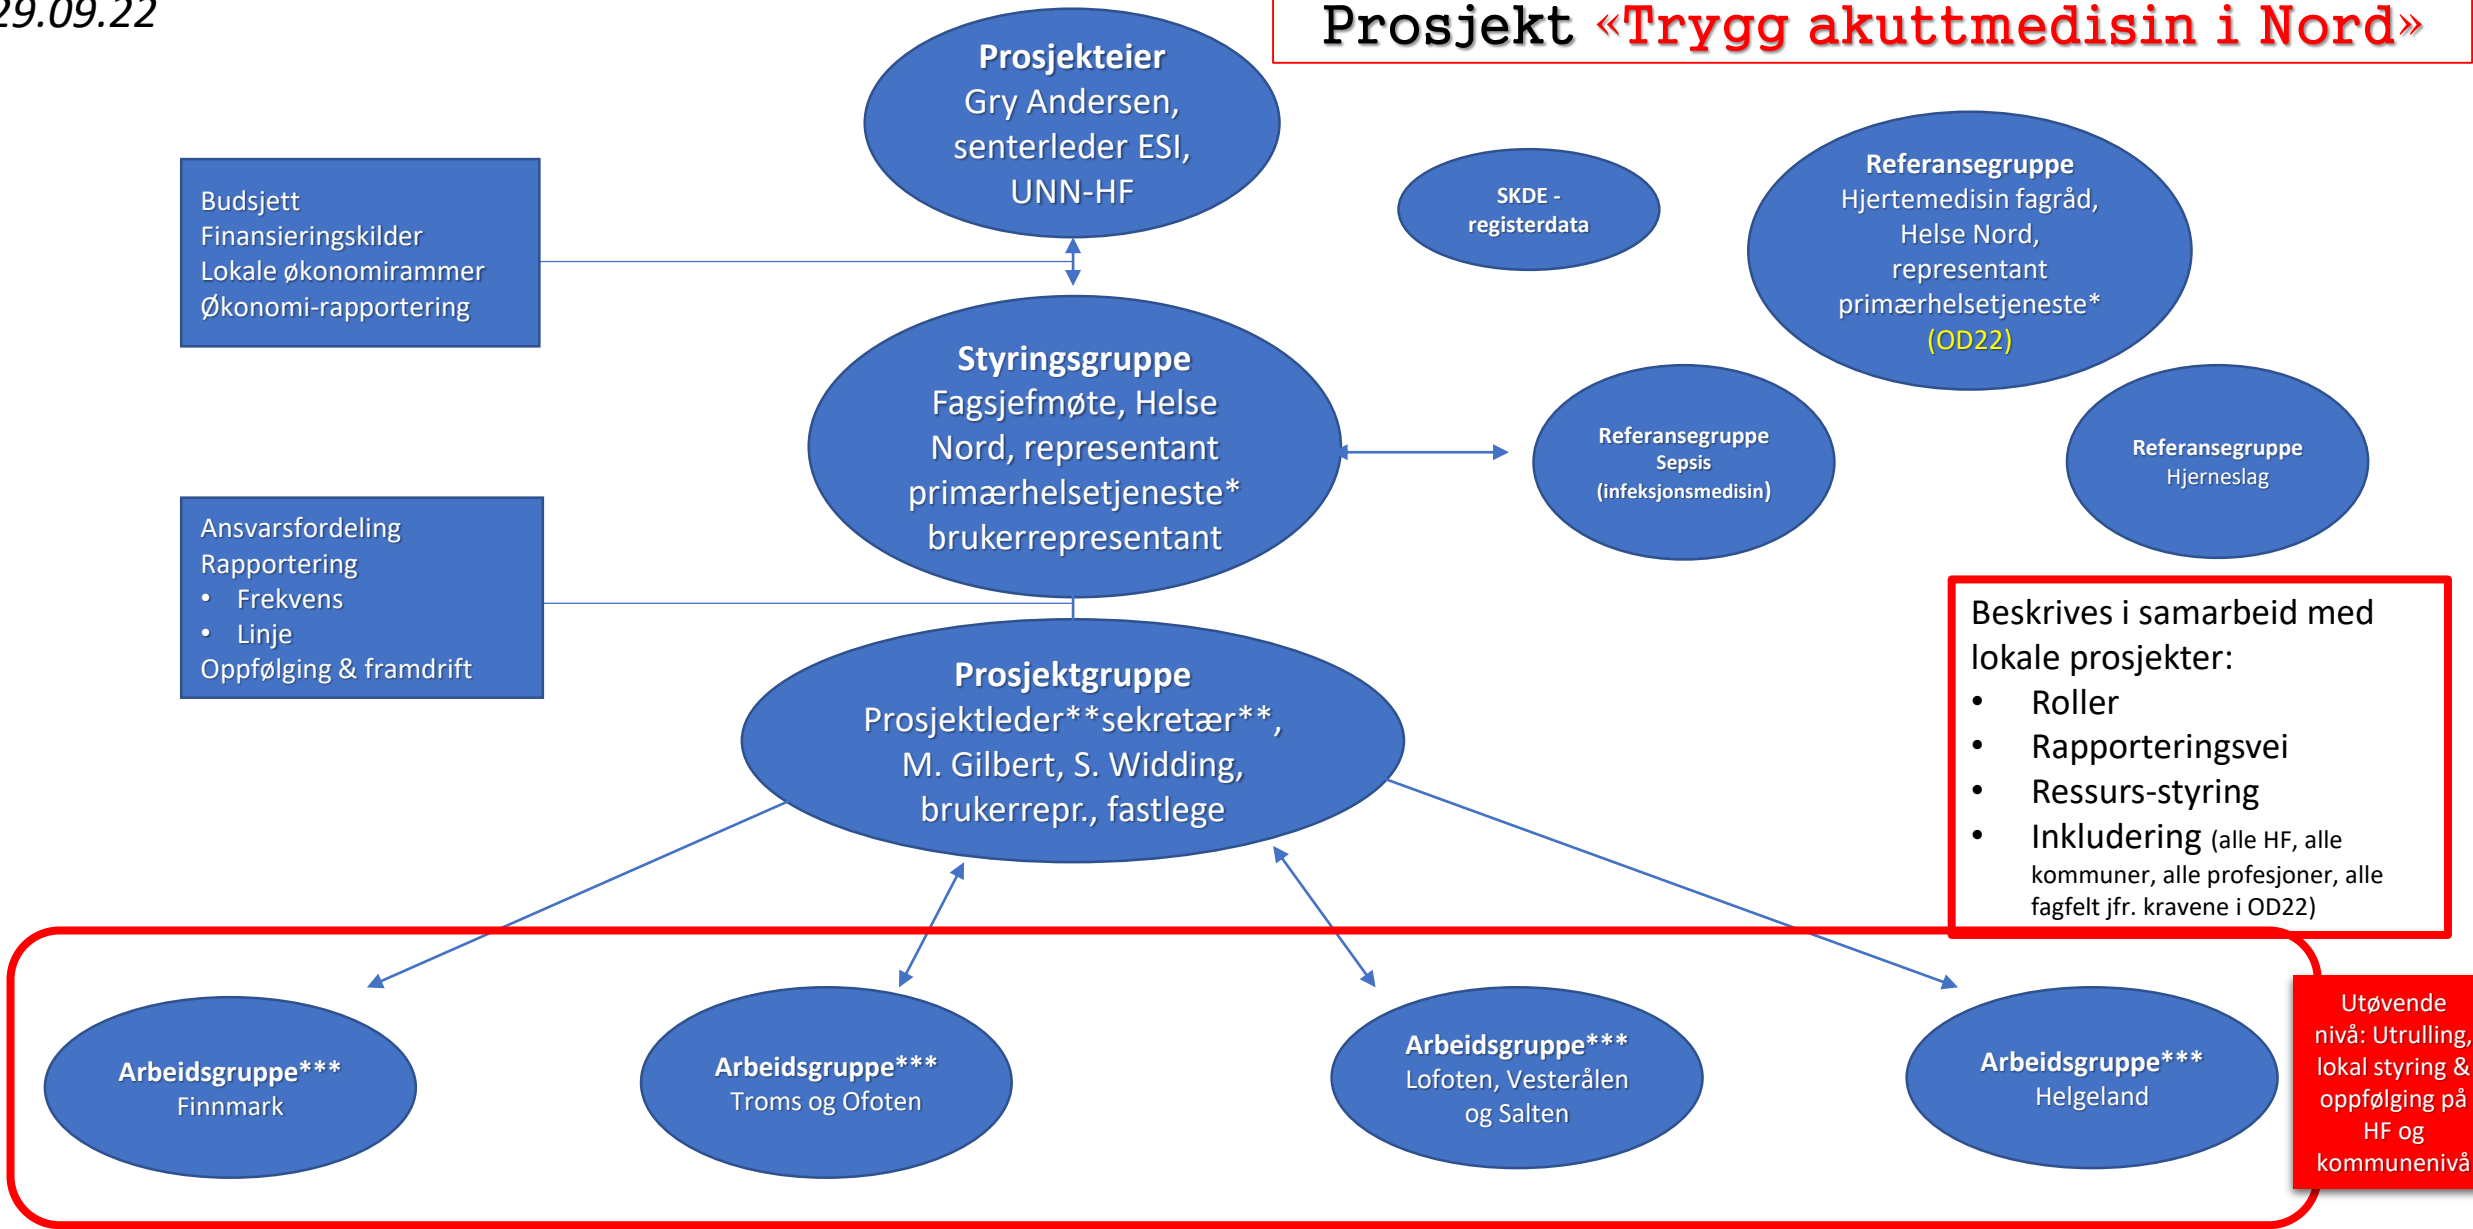 29.09.22
Prosjekt «Trygg akuttmedisin i Nord»
Prosjekteier
Gry Andersen,
senterleder ESI,
UNN-HF
Budsjett
Finansieringskilder
Lokale økonomirammer
Økonomi-rapportering
SKDE -
registerdata
Referansegruppe
Hjertemedisin fagråd,
Helse Nord,
representant
primærhelsetjeneste*
(OD22)
Styringsgruppe
Fagsjefmøte, Helse
Nord, representant
primærhelsetjeneste*
brukerrepresentant
Referansegruppe
Sepsis
(infeksjonsmedisin)
Referansegruppe
Hjerneslag
Ansvarsfordeling
Rapportering
• Frekvens
• Linje
Oppfølging & framdrift
Prosjektgruppe
Prosjektleder**sekretær**,
M. Gilbert, S. Widding,
brukerrepr., fastlege
Beskrives i samarbeid med
lokale prosjekter:
• Roller
• Rapporteringsvei
• Ressurs-styring
• Inkludering (alle HF, alle
kommuner, alle profesjoner, alle
fagfelt jfr. kravene i OD22)
Arbeidsgruppe***
Finnmark
Arbeidsgruppe***
Troms og Ofoten
Arbeidsgruppe***
Lofoten, Vesterålen
og Salten
Arbeidsgruppe***
Helgeland
Utøvende
nivå: Utrulling,
lokal styring &
oppfølging på
HF og
kommunenivå